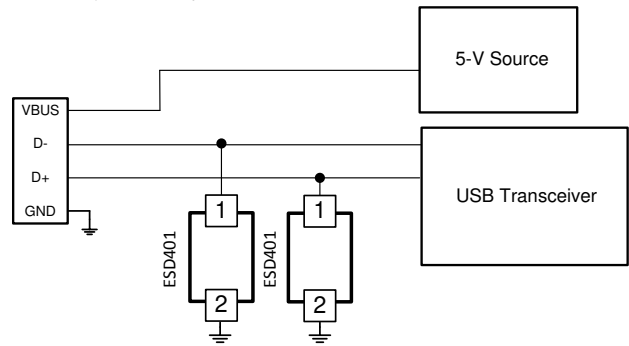 5-V Source
VBUS
D-
D+
GND
USB Transceiver
1
1
ESD401
ESD401
2
2